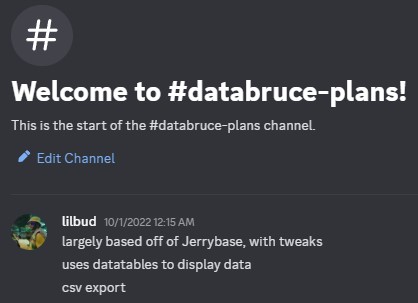 #
Welcome to #databruce-plans!
This is the start of the #databruce-plans channel.
Edit Channel
lilbud 10/1/2022 12:15 AM
largely based off of Jerrybase, with tweaks
uses datatables to display data
csv export